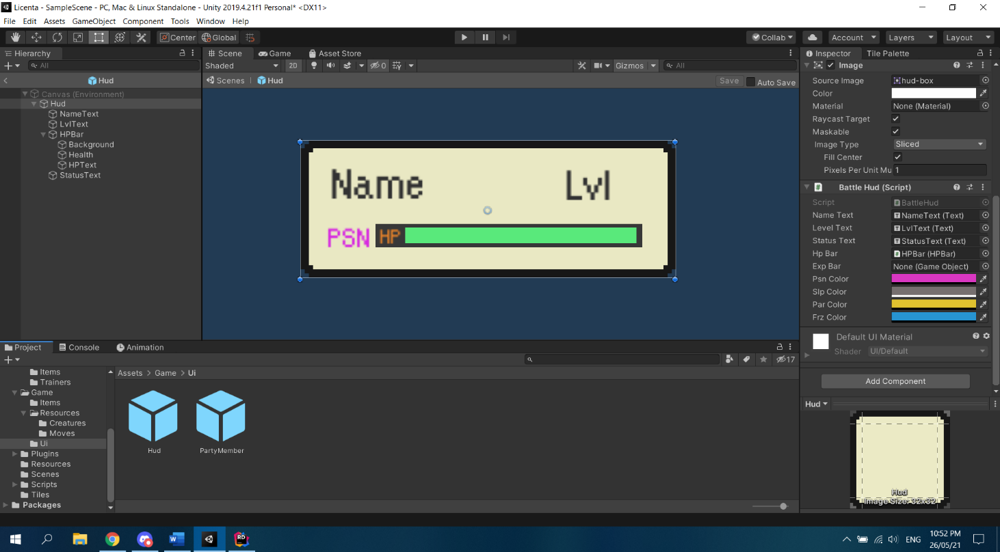 Licenta - SampleScene - PC, Mac & Linux Standalone - Unity 2019.4.21f1 Personal* <DX11>
File Edit Assets GameObject Component Tools Window Help
Center Global Collab Account Layers Layout
Hierarchy
All
Hud
Canvas (Environment)
Hud
NameText
LvlText
HPBar
Background
Health
HPText
StatusText
Scene Game Asset Store
Shaded 2D 0 Gizmos All
Scenes Hud Save Auto Save
Name Lvl
PSN HP
Inspector Tile Palette
Image
Source Image hud-box
Color
Material None (Material)
Raycast Target
Maskable
Image Type Sliced
Fill Center
Pixels Per Unit Mu 1
Battle Hud (Script)
Script BattleHud
Name Text NameText (Text)
Level Text LvlText (Text)
Status Text StatusText (Text)
Hp Bar HPBar (HPBar)
Exp Bar None (Game Object)
Psn Color
Slp Color
Par Color
Frz Color
Default UI Material
Shader UI/Default
Add Component
Hud
Hud
Image Size: 32x32
Project Console Animation
17
Items
Trainers
Game
Items
Resources
Creatures
Moves
Ui
Plugins
Resources
Scenes
Scripts
Tiles
Packages
Assets > Game > Ui
Hud PartyMember
W RD ENG 10:52 PM
26/05/21